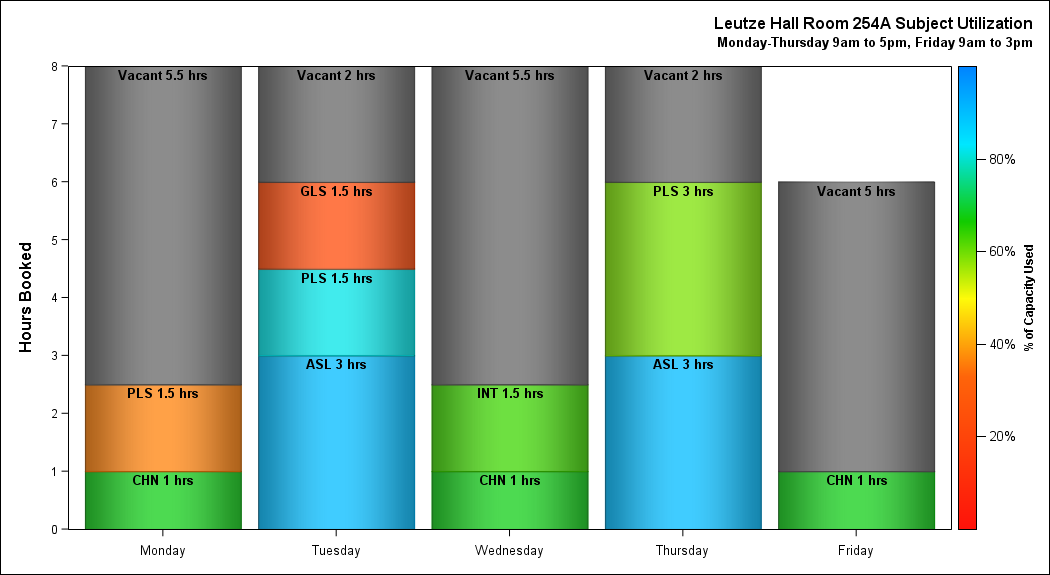 Leutze Hall Room 254A Subject Utilization
Monday-Thursday 9am to 5pm, Friday 9am to 3pm
Hours Booked
8
7
6
5
4
3
2
1
0
Vacant 5.5 hrs
PLS 1.5 hrs
CHN 1 hrs
Vacant 2 hrs
GLS 1.5 hrs
PLS 1.5 hrs
ASL 3 hrs
Vacant 5.5 hrs
INT 1.5 hrs
CHN 1 hrs
Vacant 2 hrs
PLS 3 hrs
ASL 3 hrs
Vacant 5 hrs
CHN 1 hrs
Monday
Tuesday
Wednesday
Thursday
Friday
80%
60%
40%
20%
% of Capacity Used